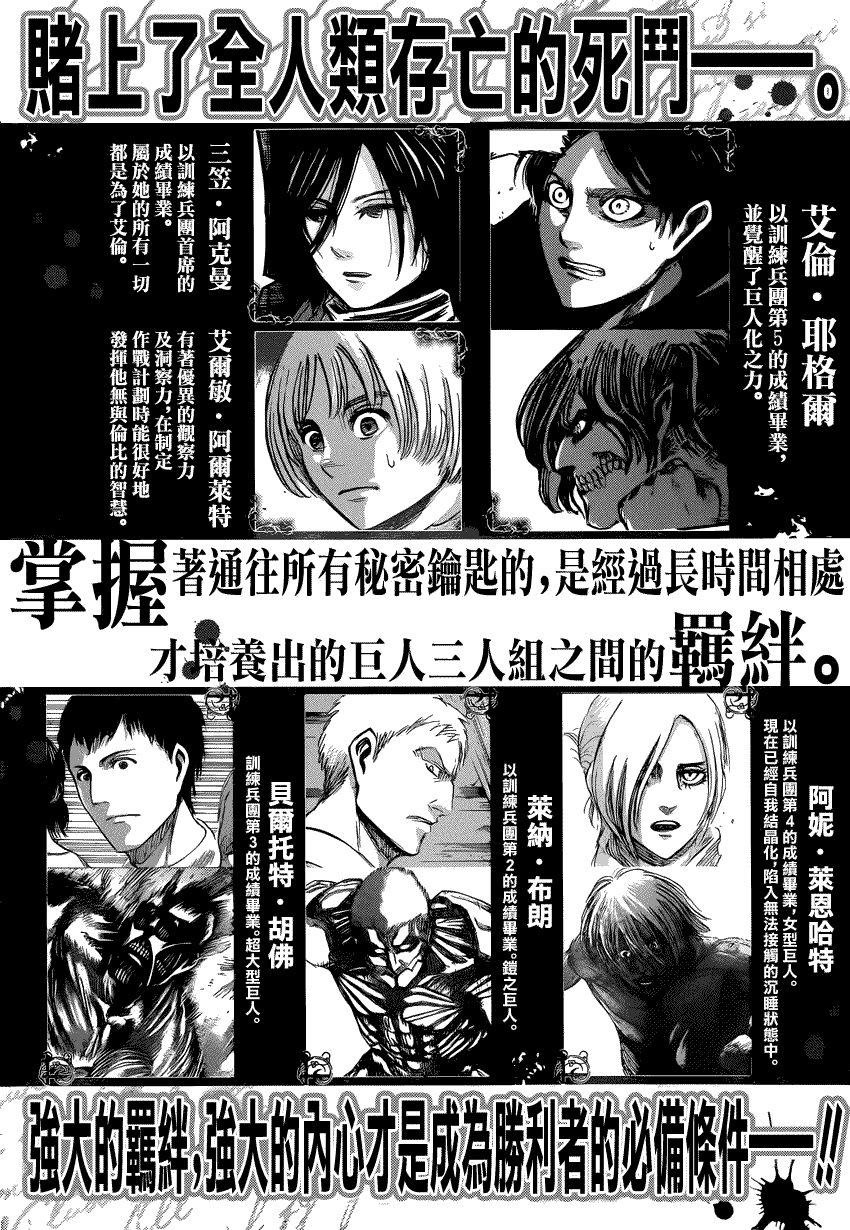 賭上了全人類存亡的死鬥──。
艾倫・耶格爾
以訓練兵團第5的成績畢業，
並覺醒了巨人化之力。
三笠・阿克曼
以訓練兵團首席的
成績畢業。
屬於她的所有一切
都是為了艾倫。
艾爾敏・阿爾萊特
有著優異的觀察力
及洞察力，在制定
作戰計劃時能很好地
發揮他無與倫比的智慧。
掌握著通往所有秘密鑰匙的，是經過長時間相處
才培養出的巨人三人組之間的羈絆。
阿妮・萊恩哈特
以訓練兵團第4的成績畢業，女型巨人。
現在已經自我結晶化，陷入無法接觸的沉睡狀態中。
萊納・布朗
以訓練兵團第2的成績畢業。鎧之巨人。
貝爾托特・胡佛
訓練兵團第3的成績畢業。超大型巨人。
強大的羈絆，強大的內心才是成為勝利者的必備條件──!!